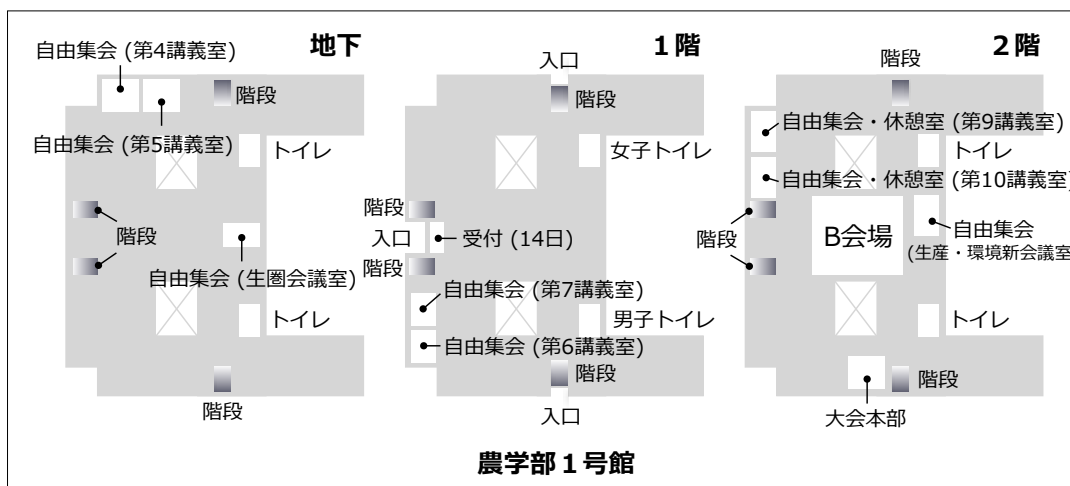 地下
自由集会 (第4講義室)
階段
自由集会 (第5講義室)
トイレ
階段
自由集会 (生圏会議室)
トイレ
階段
1階
入口
階段
女子トイレ
階段
入口
受付 (14日)
階段
自由集会 (第7講義室)
男子トイレ
自由集会 (第6講義室)
階段
入口
2階
階段
自由集会・休憩室 (第9講義室)
トイレ
自由集会・休憩室 (第10講義室)
階段
B会場
自由集会
(生産・環境新会議室)
トイレ
階段
大会本部
農学部1号館